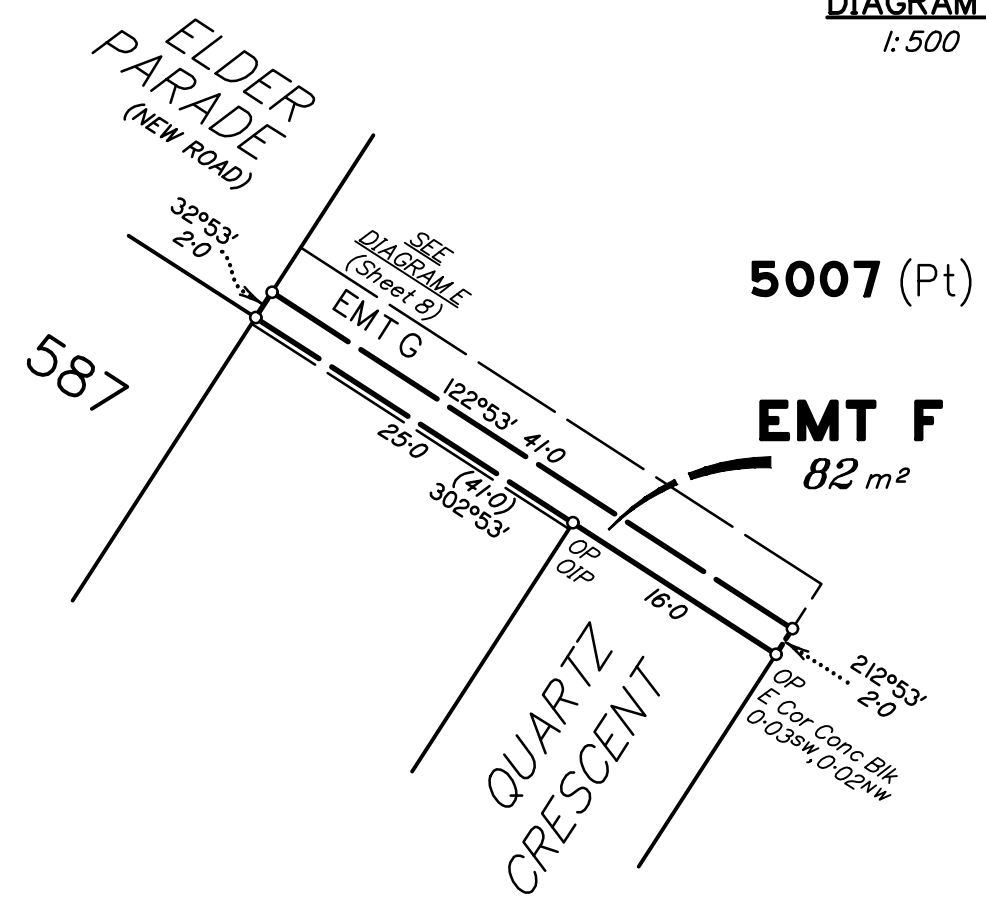 DIAGRAM
1:500
ELDER
PARADE
(NEW ROAD)
32°53'
2·0
SEE
DIAGRAM E
(Sheet 8)
EMT G
5007 (Pt)
587
122°53' 41·0
EMT F
82 m²
25·0
(41·0)
302°53'
OP
OIP
16·0
QUARTZ
CRESCENT
212°53'
2·0
OP
E Cor Conc Blk
0·03SW, 0·02NW